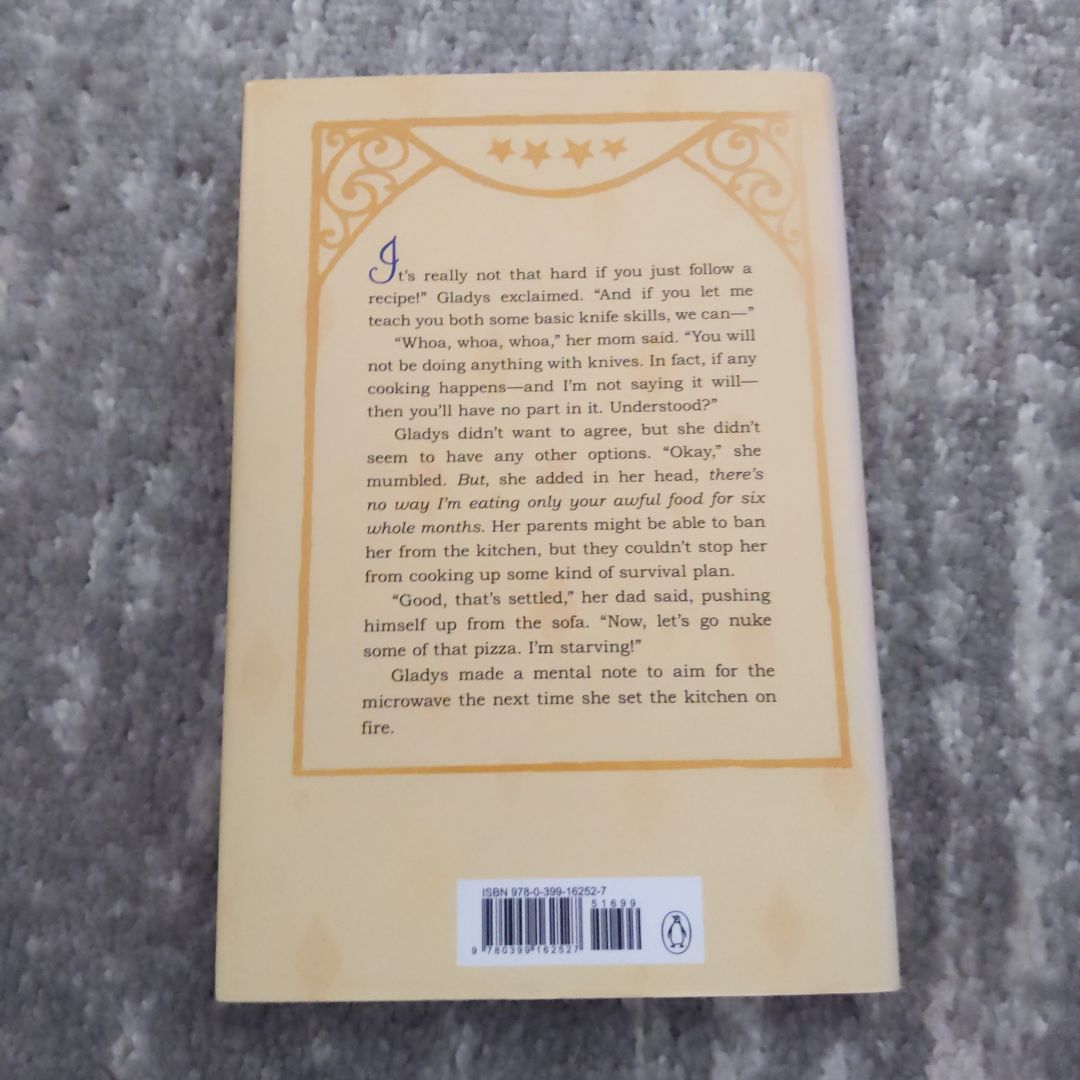 It's really not that hard if you just follow a
recipe!” Gladys exclaimed. “And if you let me
teach you both some basic knife skills, we can—”
“Whoa, whoa, whoa,” her mom said. “You will
not be doing anything with knives. In fact, if any
cooking happens—and I'm not saying it will—
then you'll have no part in it. Understood?”
Gladys didn't want to agree, but she didn't
seem to have any other options. “Okay,” she
mumbled. But, she added in her head, there's
no way I'm eating only your awful food for six
whole months. Her parents might be able to ban
her from the kitchen, but they couldn't stop her
from cooking up some kind of survival plan.
“Good, that's settled,” her dad said, pushing
himself up from the sofa. “Now, let's go nuke
some of that pizza. I'm starving!”
Gladys made a mental note to aim for the
microwave the next time she set the kitchen on
fire.
ISBN 978-0-399-16252-7
51699
9 780399 162527